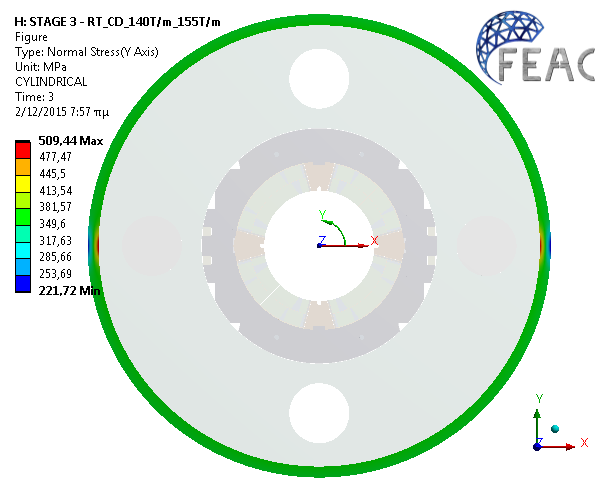 H: STAGE 3 - RT_CD_140T/m_155T/m
Figure
Type: Normal Stress(Y Axis)
Unit: MPa
CYLINDRICAL
Time: 3
2/12/2015 7:57 πμ
509,44 Max
477,47
445,5
413,54
381,57
349,6
317,63
285,66
253,69
221,72 Min
FEAC
Y
Z
X
Y
Z
X